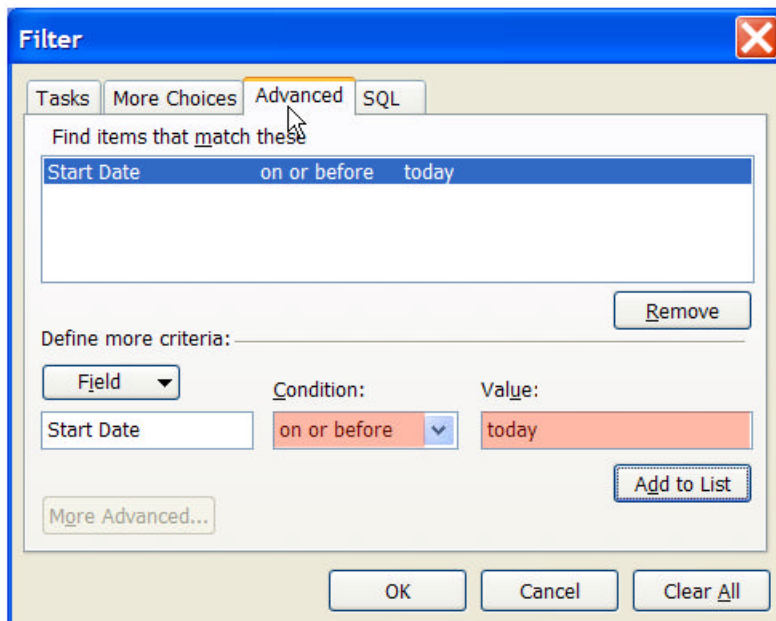 Filter
Tasks More Choices Advanced SQL
Find items that match these
Start Date on or before today
Remove
Define more criteria:
Field
Condition: Value:
Start Date on or before today
Add to List
More Advanced...
OK Cancel Clear All